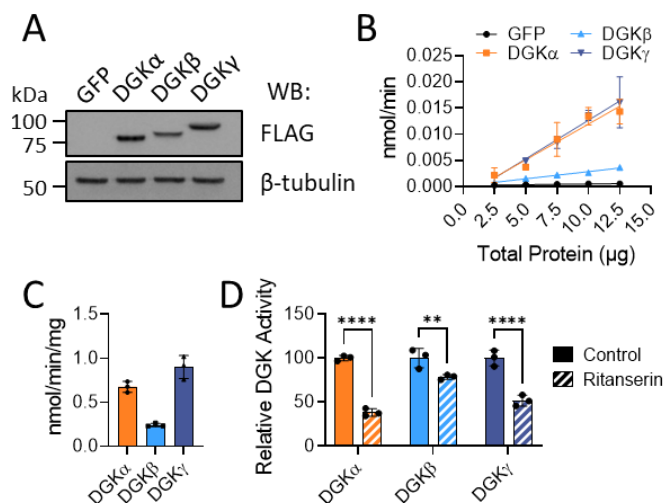 A
GFP
DGKα
DGKβ
DGKγ
kDa
WB:
100
75
FLAG
50
β-tubulin
B
GFP
DGKβ
DGKα
DGKγ
nmol/min
0.025
0.020
0.015
0.010
0.005
0.000
0.0
2.5
5.0
7.5
10.0
12.5
15.0
Total Protein (µg)
C
nmol/min/mg
1.5
1.0
0.5
0.0
DGKα
DGKβ
DGKγ
D
Relative DGK Activity
150
100
50
0
****
**
****
DGKα
DGKβ
DGKγ
Control
Ritanserin